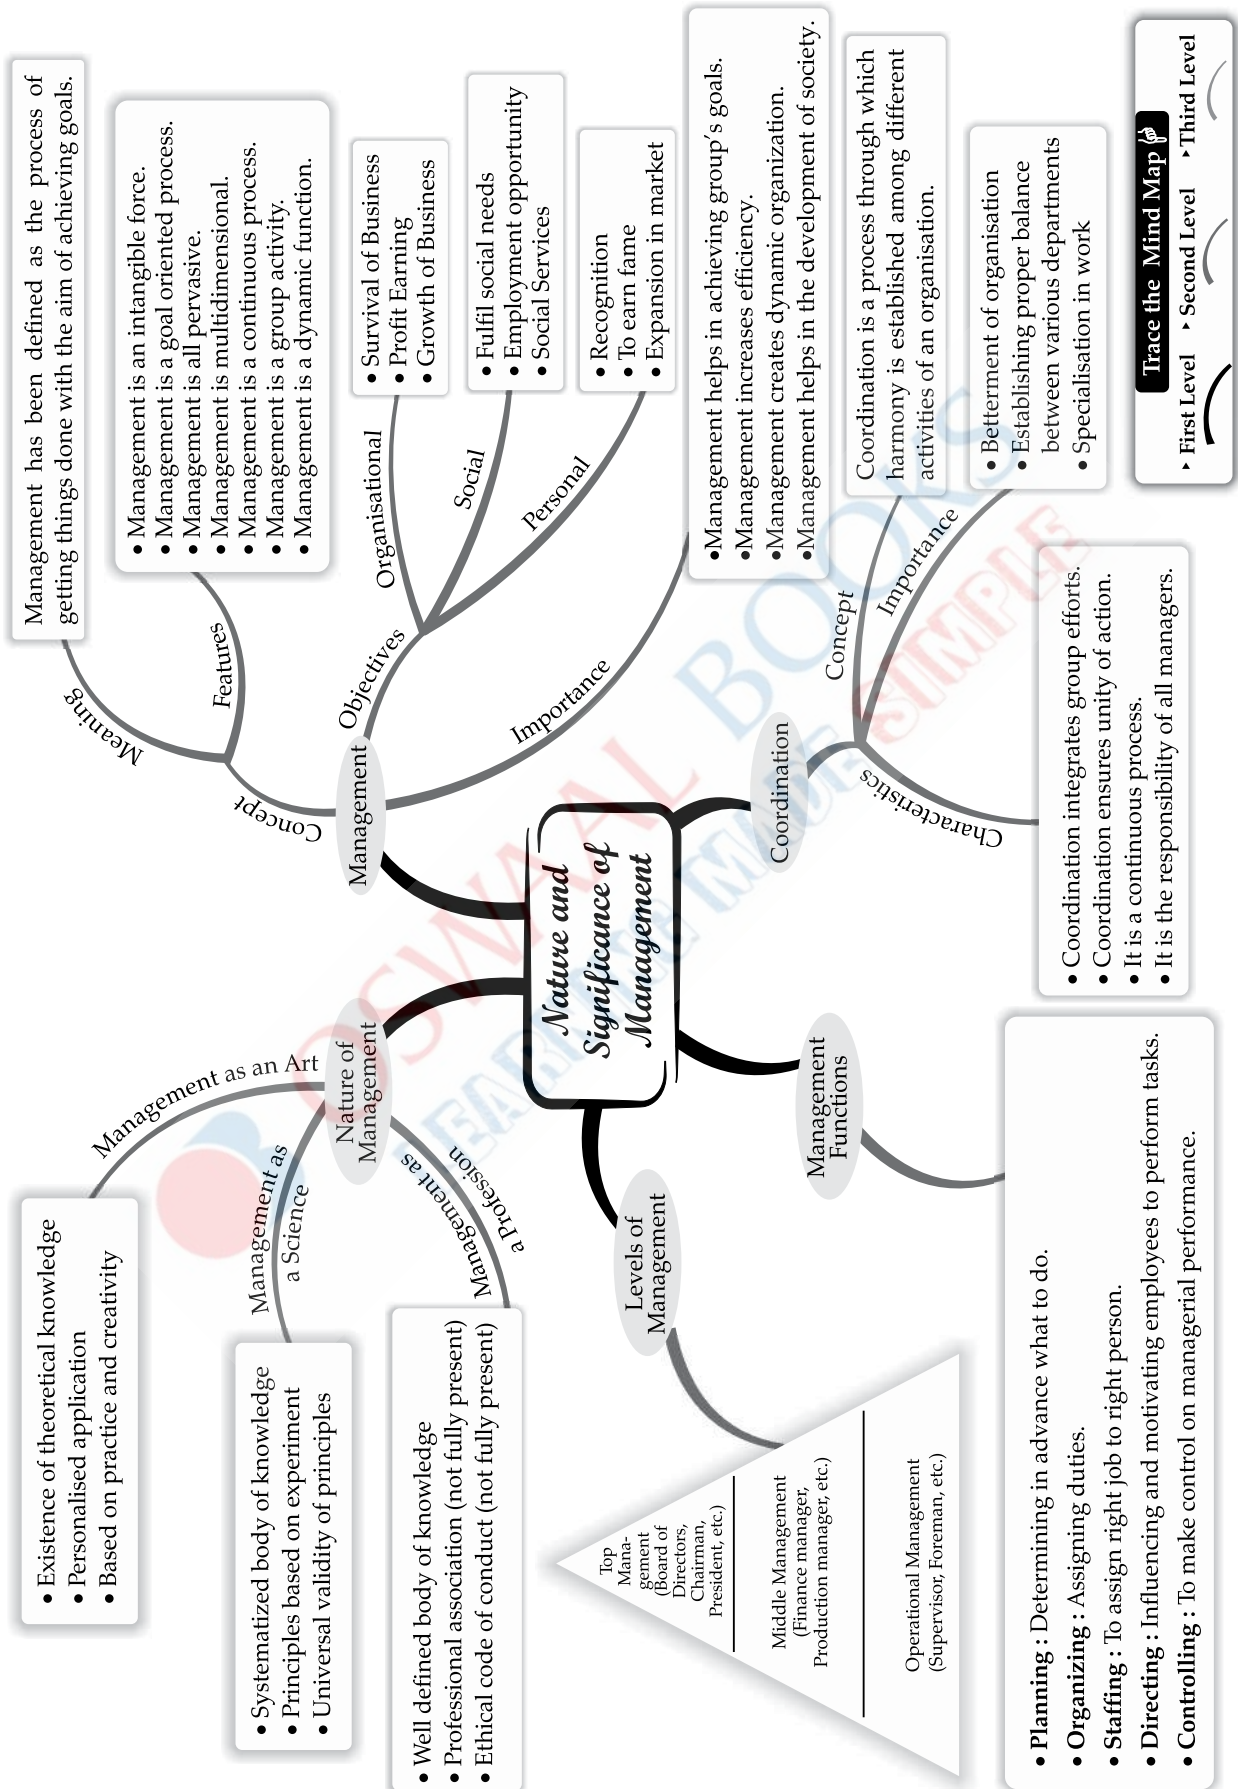 Nature and
Significance of
Management
Management
Concept
Meaning
Management has been defined as the process of
getting things done with the aim of achieving goals.
Features
• Management is an intangible force.
• Management is a goal oriented process.
• Management is all pervasive.
• Management is multidimensional.
• Management is a continuous process.
• Management is a group activity.
• Management is a dynamic function.
Objectives
Organisational
• Survival of Business
• Profit Earning
• Growth of Business
Social
• Fulfil social needs
• Employment opportunity
• Social Services
Personal
• Recognition
• To earn fame
• Expansion in market
Importance
•Management helps in achieving group's goals.
•Management increases efficiency.
•Management creates dynamic organization.
•Management helps in the development of society.
Coordination
Concept
Coordination is a process through which
harmony is established among different
activities of an organisation.
Importance
• Betterment of organisation
• Establishing proper balance
between various departments
• Specialisation in work
Characteristics
• Coordination integrates group efforts.
• Coordination ensures unity of action.
• It is a continuous process.
• It is the responsibility of all managers.
Management
Functions
• Planning : Determining in advance what to do.
• Organizing : Assigning duties.
• Staffing : To assign right job to right person.
• Directing : Influencing and motivating employees to perform tasks.
• Controlling : To make control on managerial performance.
Levels of
Management
Top
Mana-
gement
(Board of
Directors,
Chairman,
President, etc)
Middle Management
(Finance manager,
Production manager, etc.)
Operational Management
(Supervisor, Foreman, etc.)
Nature of
Management
Management as an Art
• Existence of theoretical knowledge
• Personalised application
• Based on practice and creativity
Management as
a Science
• Systematized body of knowledge
• Principles based on experiment
• Universal validity of principles
Management as
a Profession
• Well defined body of knowledge
• Professional association (not fully present)
• Ethical code of conduct (not fully present)
Trace the Mind Map
First Level
Second Level
Third Level
OSWAAL BOOKS
LEARNING MADE SIMPLE